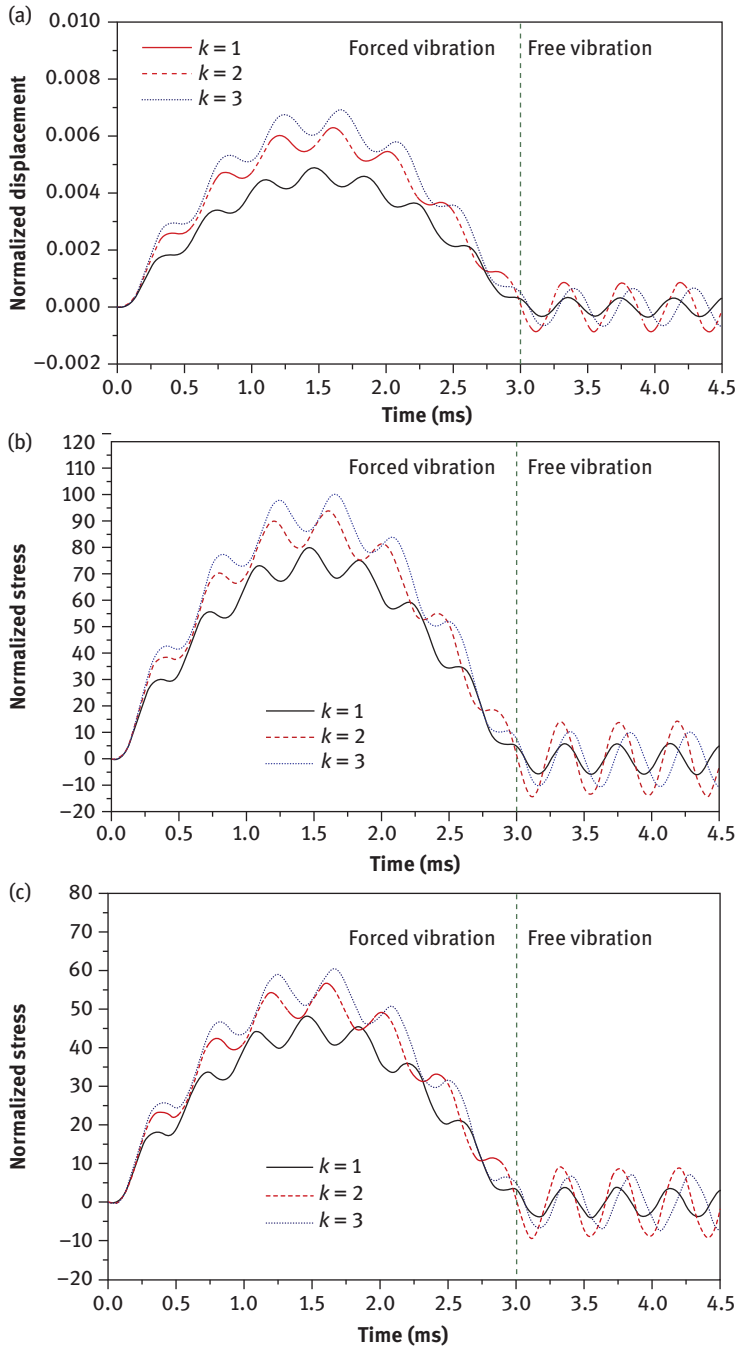 (a)
Normalized displacement
0.010
0.008
0.006
0.004
0.002
0.000
−0.002
k = 1
k = 2
k = 3
Forced vibration
Free vibration
0.0 0.5 1.0 1.5 2.0 2.5 3.0 3.5 4.0 4.5
Time (ms)
(b)
Normalized stress
120
110
100
90
80
70
60
50
40
30
20
10
0
−10
−20
Forced vibration
Free vibration
k = 1
k = 2
k = 3
0.0 0.5 1.0 1.5 2.0 2.5 3.0 3.5 4.0 4.5
Time (ms)
(c)
Normalized stress
80
70
60
50
40
30
20
10
0
−10
−20
Forced vibration
Free vibration
k = 1
k = 2
k = 3
0.0 0.5 1.0 1.5 2.0 2.5 3.0 3.5 4.0 4.5
Time (ms)